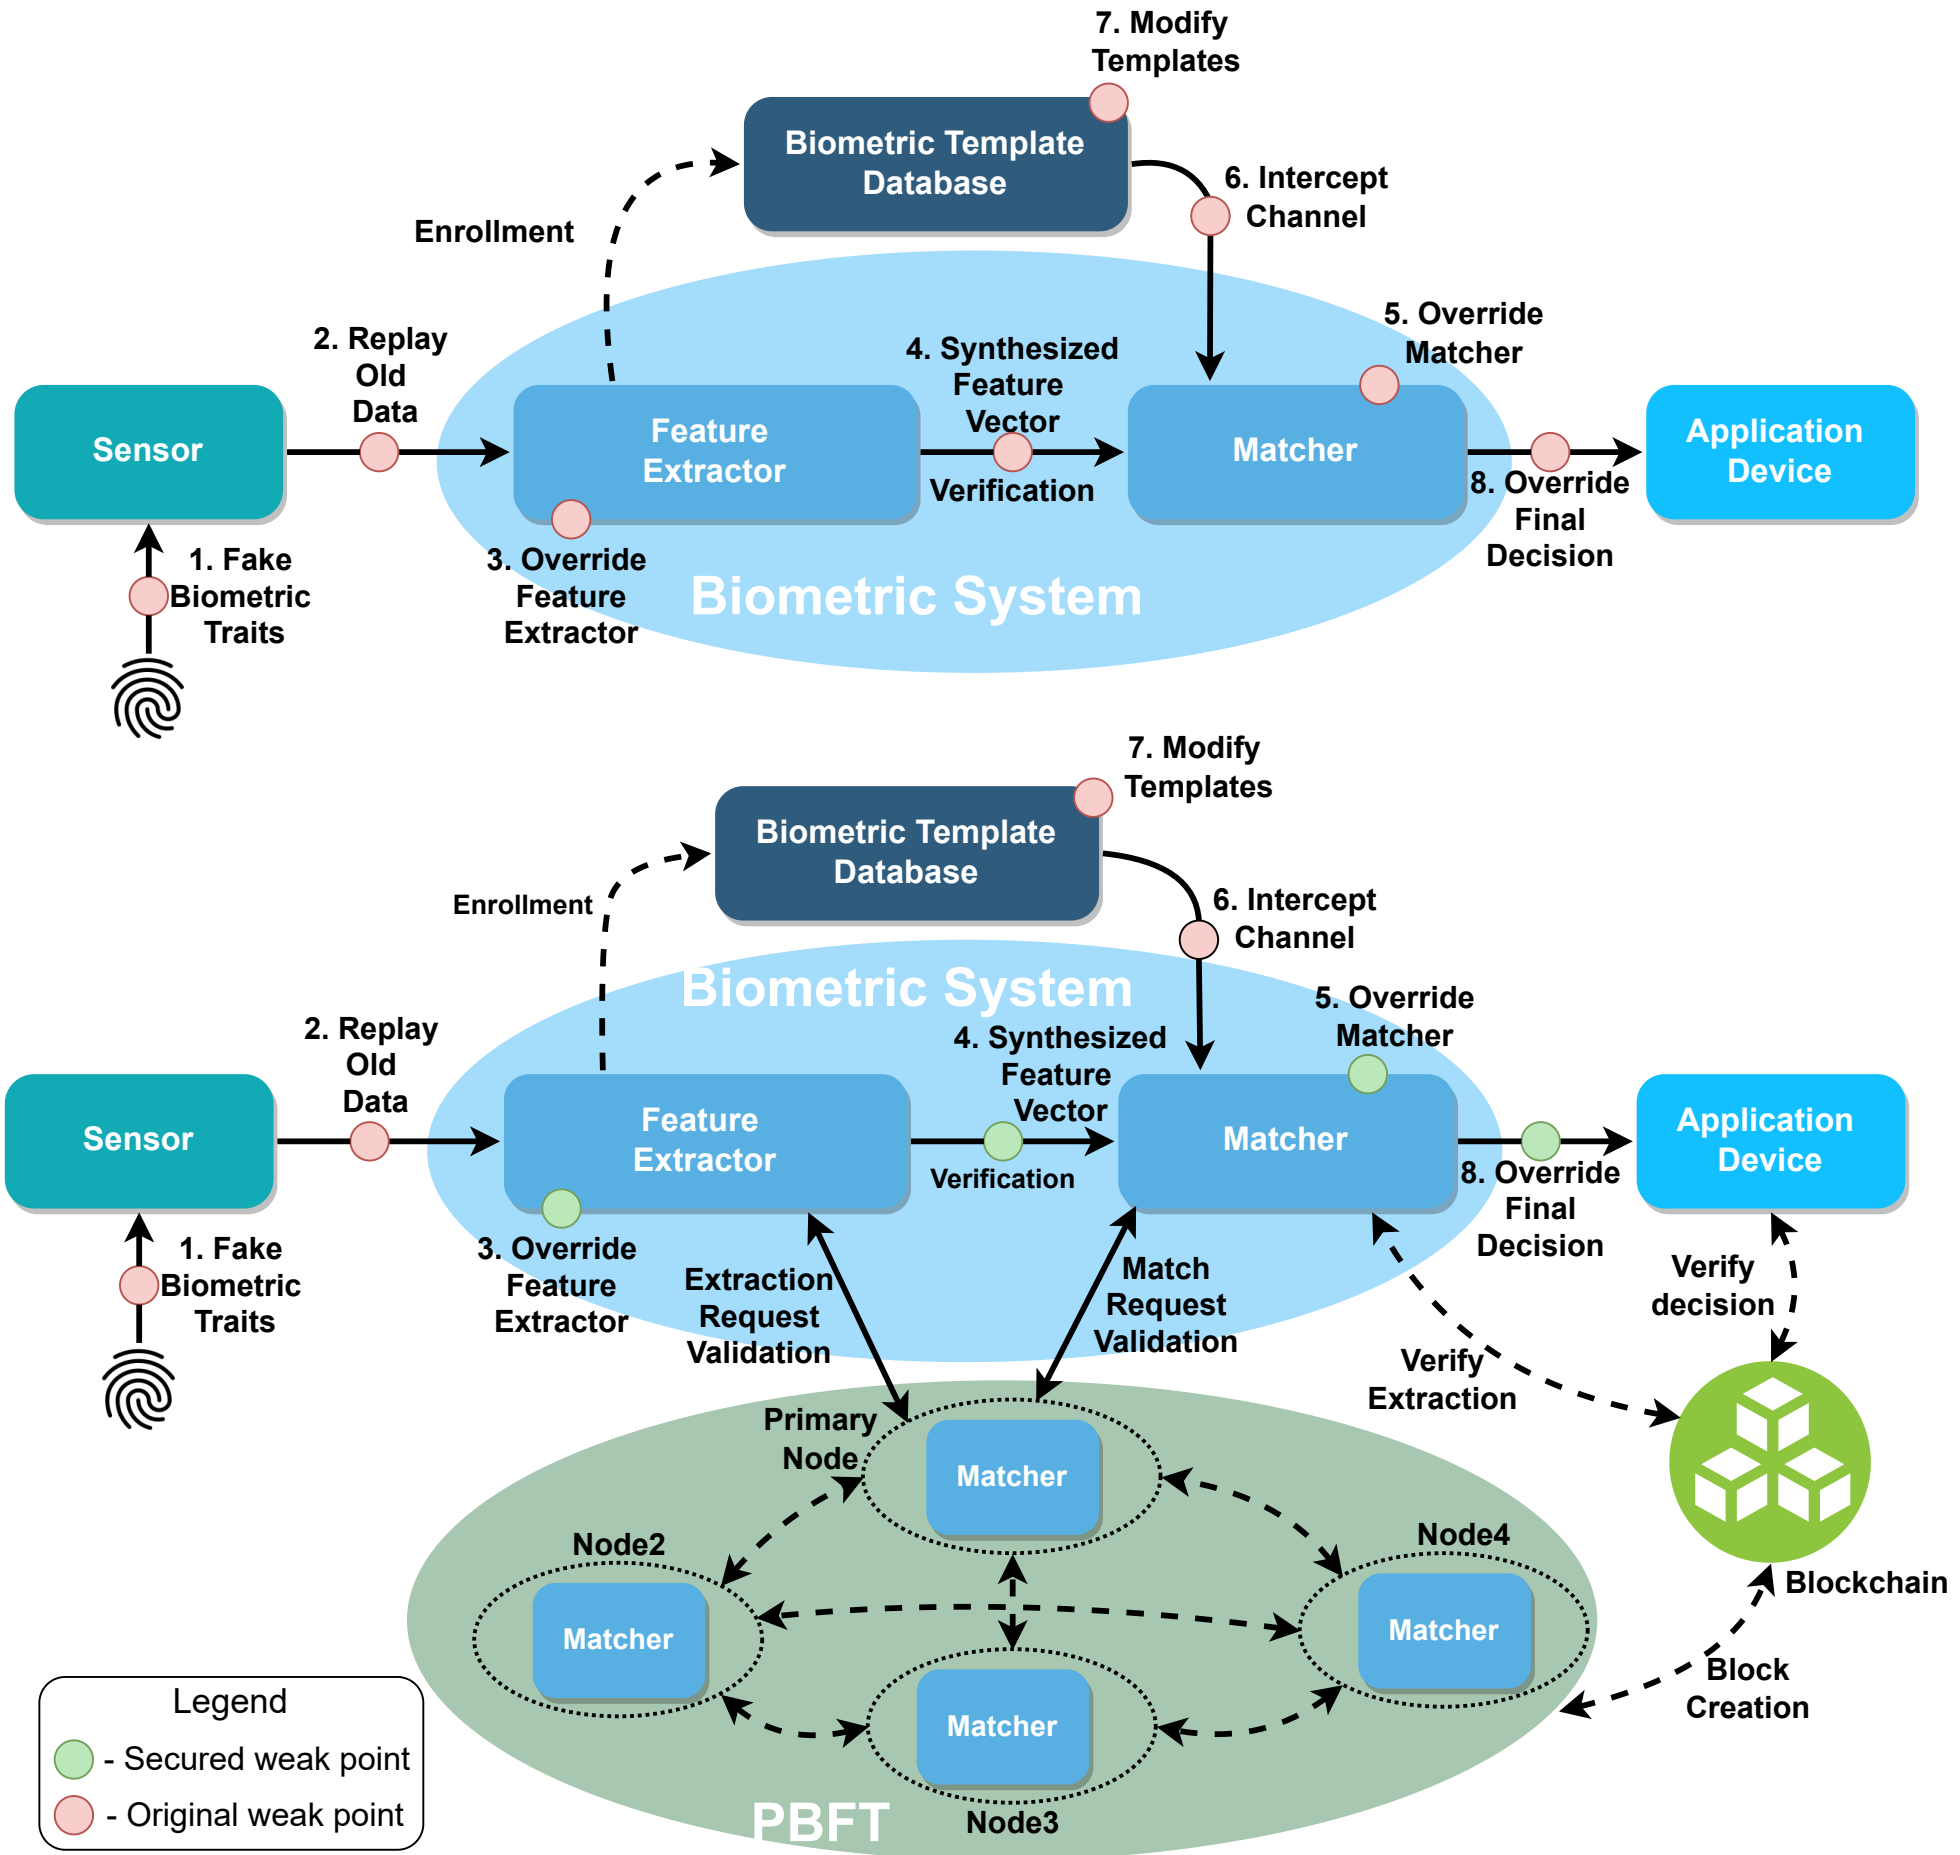 7. Modify
Templates
Biometric Template
Database
6. Intercept
Channel
Enrollment
5. Override
Matcher
2. Replay
Old
Data
4. Synthesized
Feature
Vector
Sensor
Feature
Extractor
Matcher
Application
Device
Verification
8. Override
Final
Decision
1. Fake
Biometric
Traits
3. Override
Feature
Extractor
Biometric System
7. Modify
Templates
Biometric Template
Database
6. Intercept
Channel
Enrollment
Biometric System
5. Override
Matcher
2. Replay
Old
Data
4. Synthesized
Feature
Vector
Sensor
Feature
Extractor
Matcher
Application
Device
Verification
8. Override
Final
Decision
1. Fake
Biometric
Traits
3. Override
Feature
Extractor
Extraction
Request
Validation
Match
Request
Validation
Verify
decision
Verify
Extraction
Primary
Node
Matcher
Node2
Matcher
Node4
Matcher
Blockchain
Matcher
Node3
Block
Creation
PBFT
Legend
- Secured weak point
- Original weak point